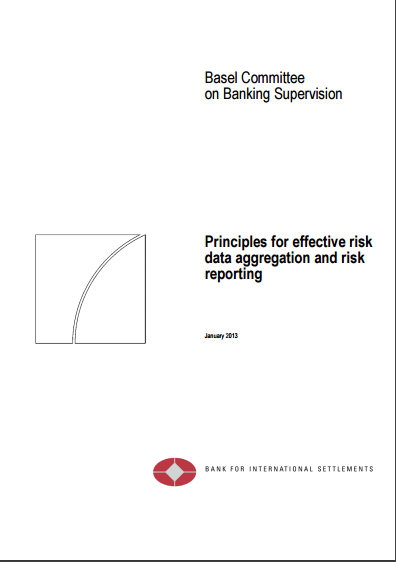 Basel Committee
on Banking Supervision
Principles for effective risk
data aggregation and risk
reporting
January 2013
BANK FOR INTERNATIONAL SETTLEMENTS